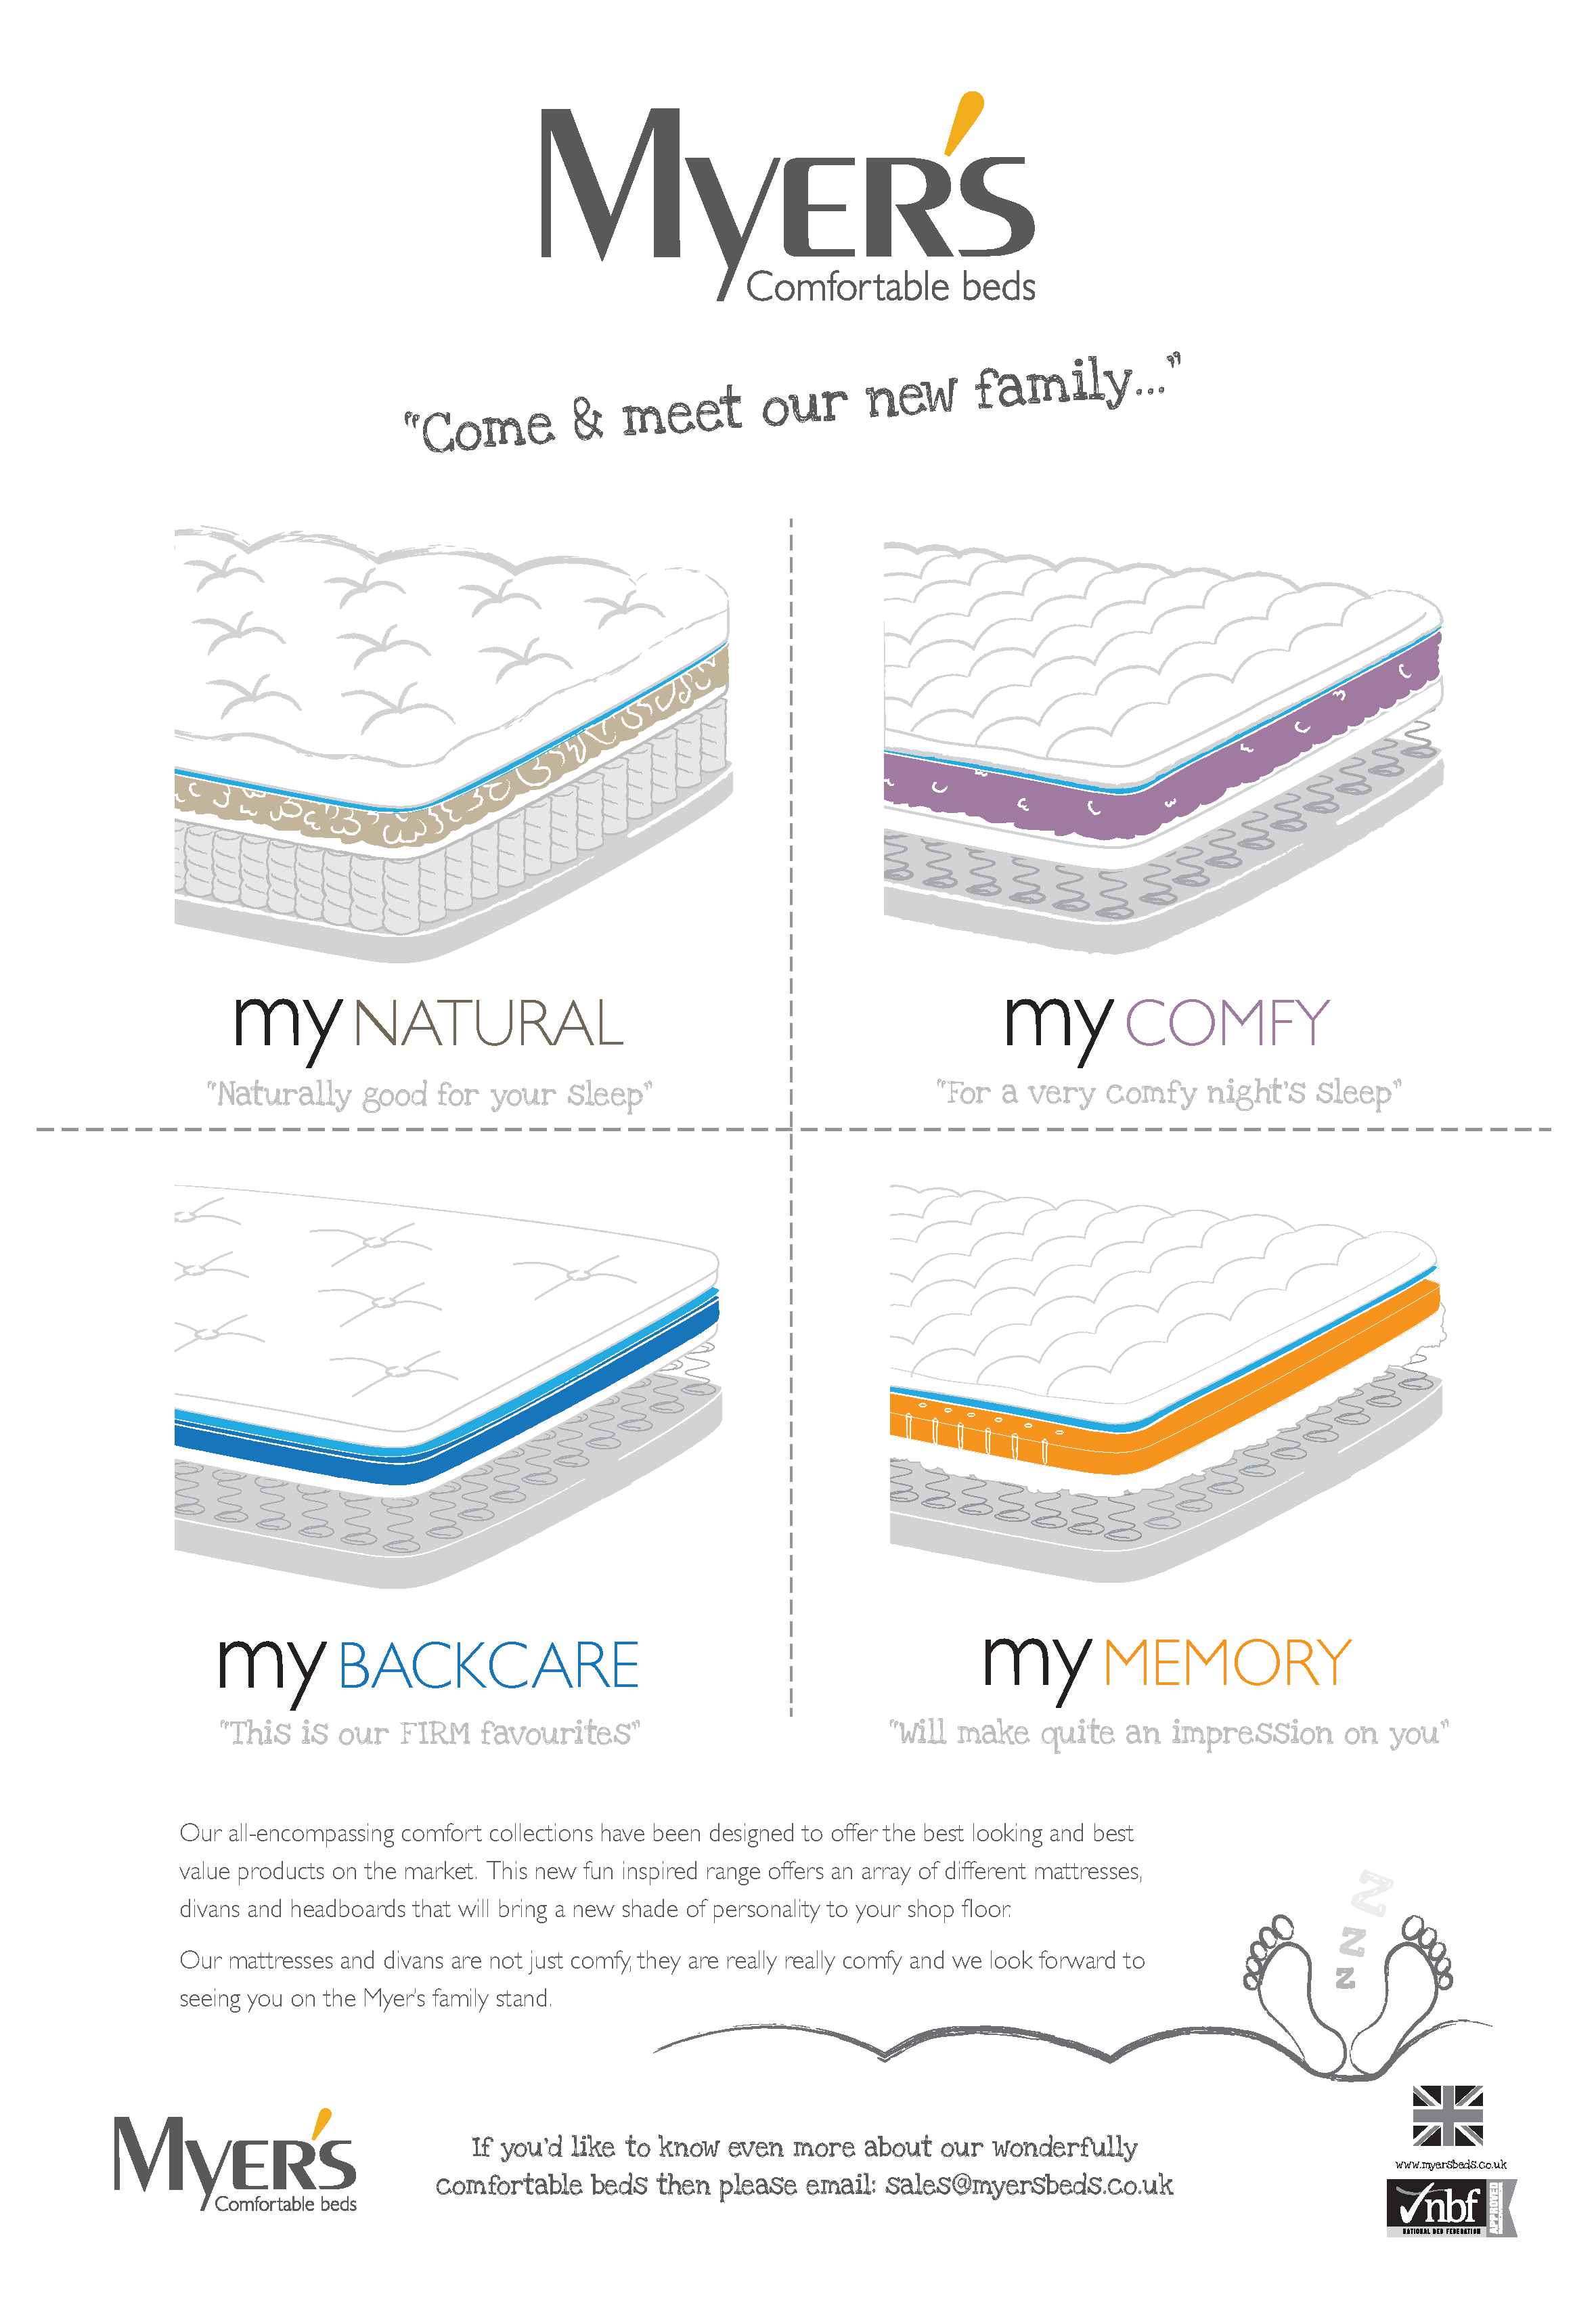 MYER'S
Comfortable beds
"Come & meet our new family..."
my NATURAL
"Naturally good for your sleep"
my COMFY
"For a very comfy night's sleep"
my BACKCARE
"This is our FIRM favourites"
my MEMORY
"Will make quite an impression on you"
Our all-encompassing comfort collections have been designed to offer the best looking and best
value products on the market. This new fun inspired range offers an array of different mattresses,
divans and headboards that will bring a new shade of personality to your shop floor.
Our mattresses and divans are not just comfy, they are really really comfy and we look forward to
seeing you on the Myer's family stand.
Z
Z
Z
MYER'S
Comfortable beds
If you'd like to know even more about our wonderfully
comfortable beds then please email: sales@myersbeds.co.uk
www.myersbeds.co.uk
nbf
NATIONAL BED FEDERATION
APPROVED